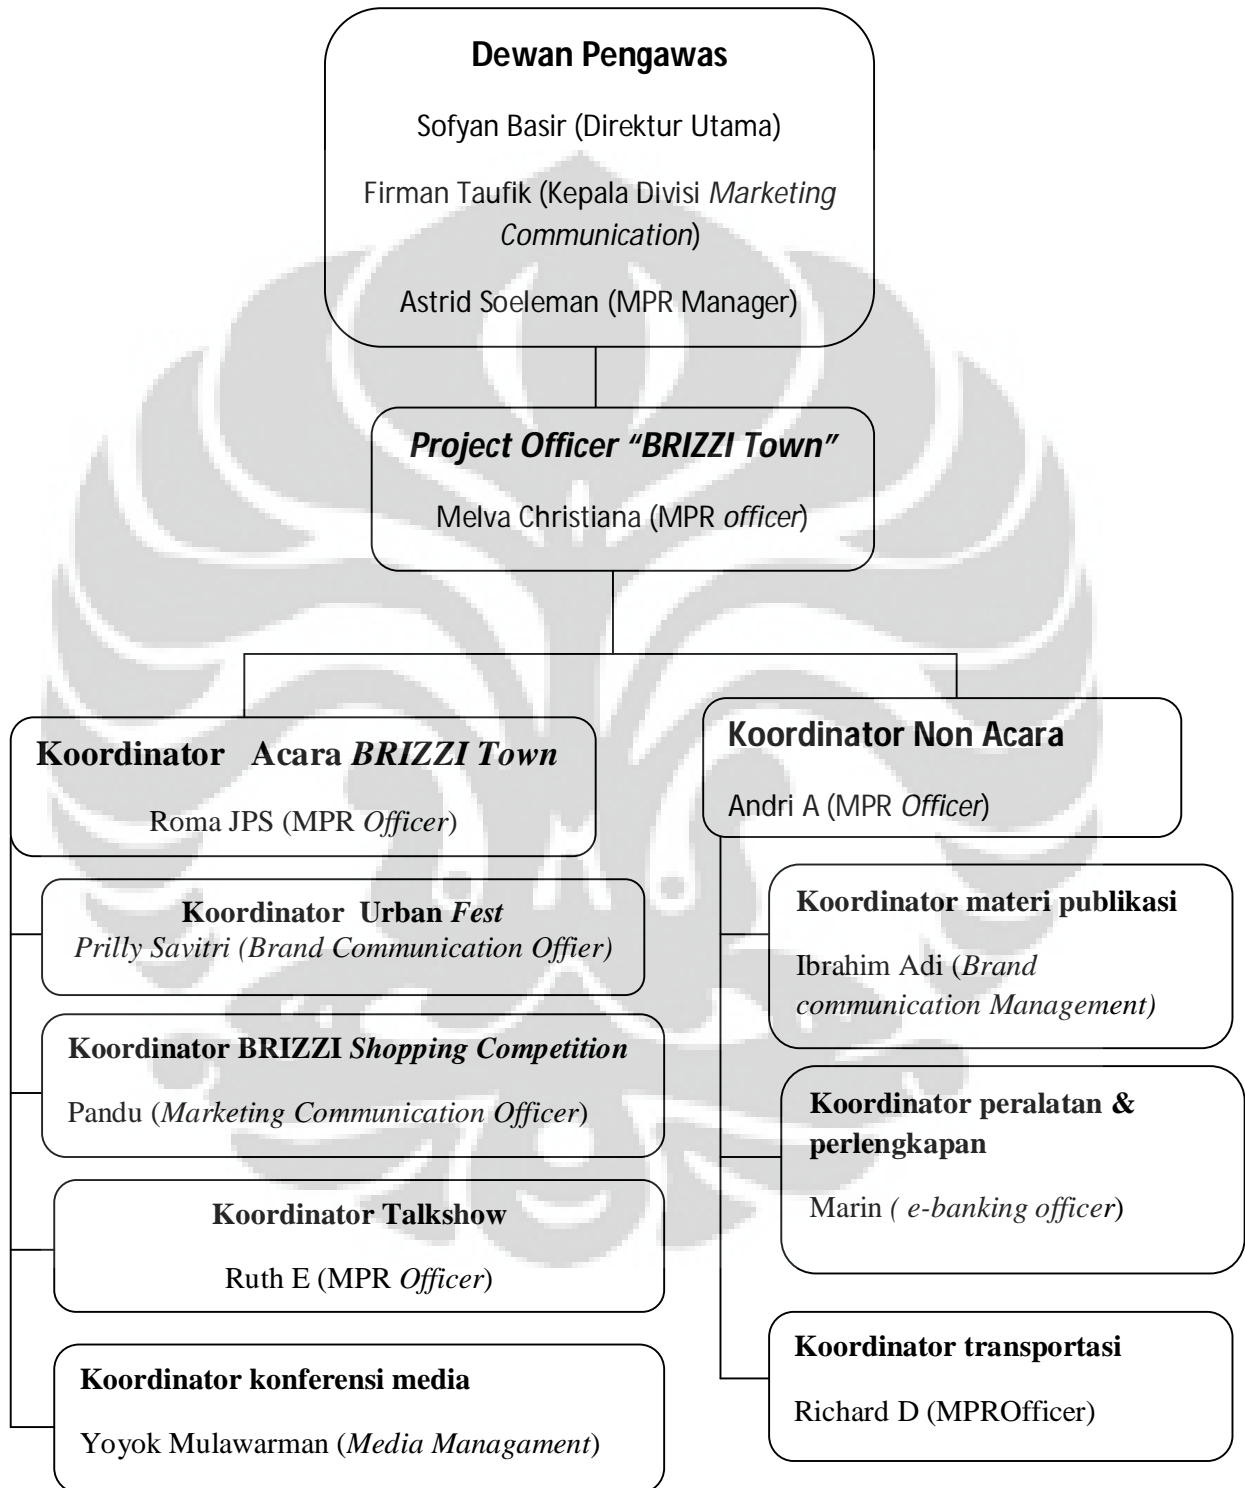 Dewan Pengawas
Sofyan Basir (Direktur Utama)
Firman Taufik (Kepala Divisi Marketing
Communication)
Astrid Soeleman (MPR Manager)
Project Officer “BRIZZI Town”
Melva Christiana (MPR officer)
Koordinator Acara BRIZZI Town
Roma JPS (MPR Officer)
Koordinator Urban Fest
Prilly Savitri (Brand Communication Offier)
Koordinator BRIZZI Shopping Competition
Pandu (Marketing Communication Officer)
Koordinator Talkshow
Ruth E (MPR Officer)
Koordinator konferensi media
Yoyok Mulawarman (Media Managament)
Koordinator Non Acara
Andri A (MPR Officer)
Koordinator materi publikasi
Ibrahim Adi (Brand
communication Management)
Koordinator peralatan &
perlengkapan
Marin ( e-banking officer)
Koordinator transportasi
Richard D (MPROfficer)